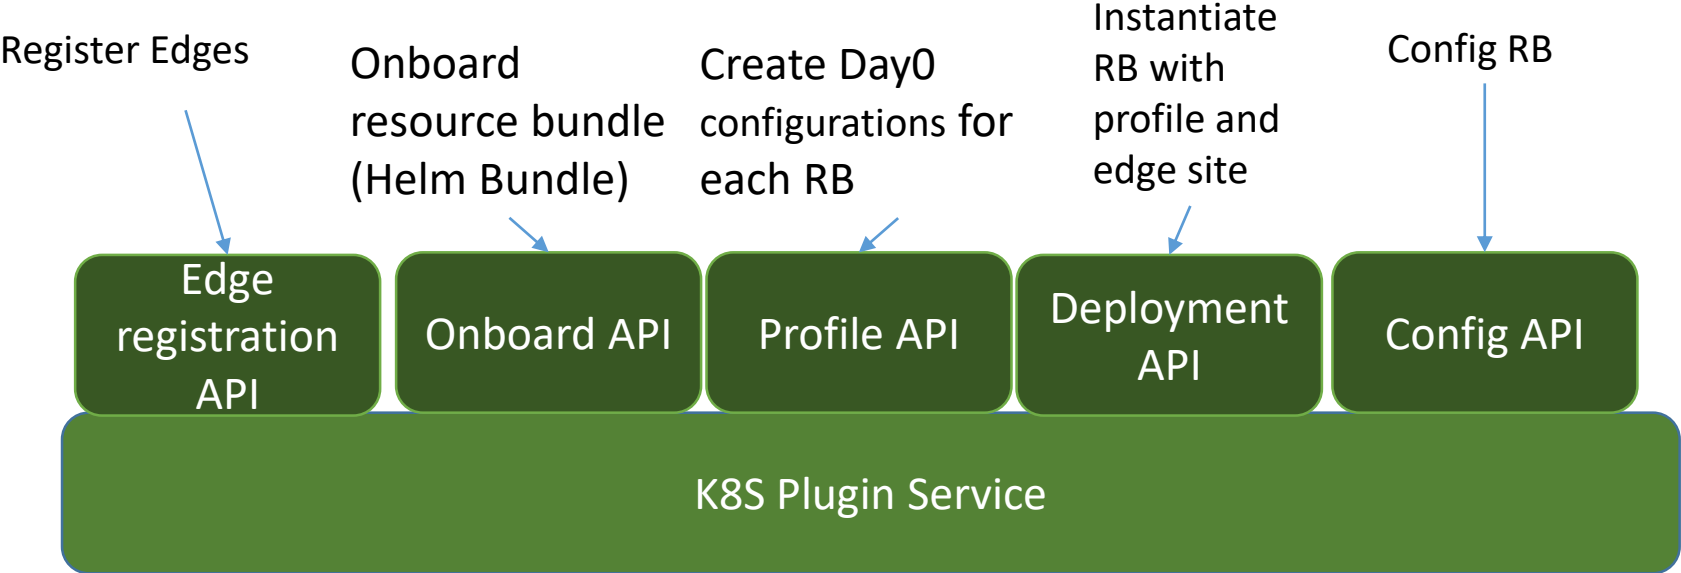 Register Edges
Onboard
resource bundle
(Helm Bundle)
Create Day0
configurations for
each RB
Instantiate
RB with
profile and
edge site
Config RB
Edge
registration
API
Onboard API
Profile API
Deployment
API
Config API
K8S Plugin Service